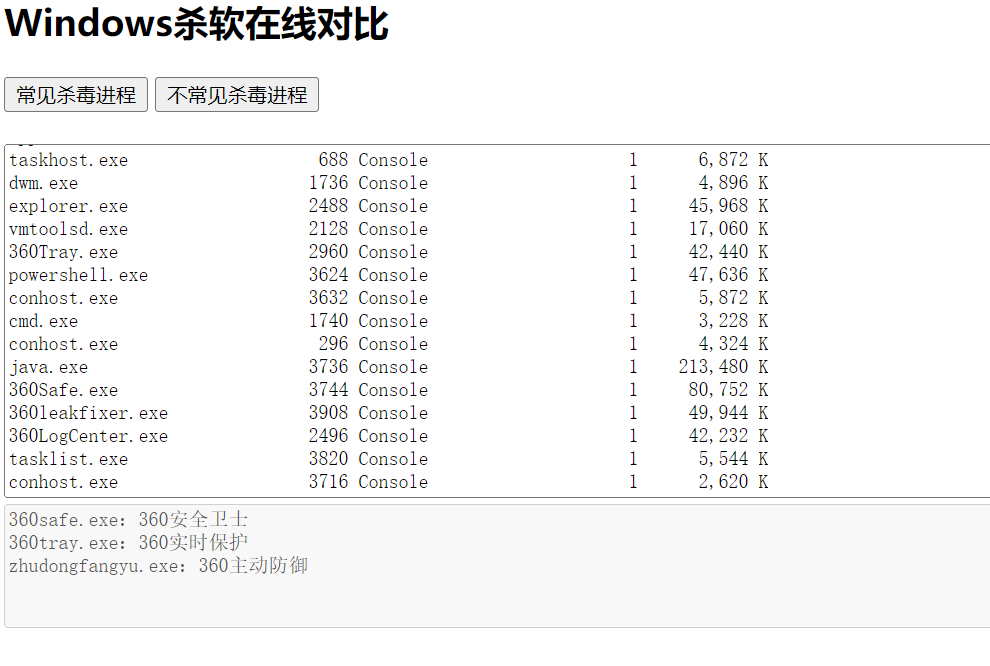 Windows杀软在线对比
常见杀毒进程 不常见杀毒进程
taskhost.exe 688 Console 1 6,872 K
dwm.exe 1736 Console 1 4,896 K
explorer.exe 2488 Console 1 45,968 K
vmtoolsd.exe 2128 Console 1 17,060 K
360Tray.exe 2960 Console 1 42,440 K
powershell.exe 3624 Console 1 47,636 K
conhost.exe 3632 Console 1 5,872 K
cmd.exe 1740 Console 1 3,228 K
conhost.exe 296 Console 1 4,324 K
java.exe 3736 Console 1 213,480 K
360Safe.exe 3744 Console 1 80,752 K
360leakfixer.exe 3908 Console 1 49,944 K
360LogCenter.exe 2496 Console 1 42,232 K
tasklist.exe 3820 Console 1 5,544 K
conhost.exe 3716 Console 1 2,620 K
360safe.exe: 360安全卫士
360tray.exe: 360实时保护
zhudongfangyu.exe: 360主动防御